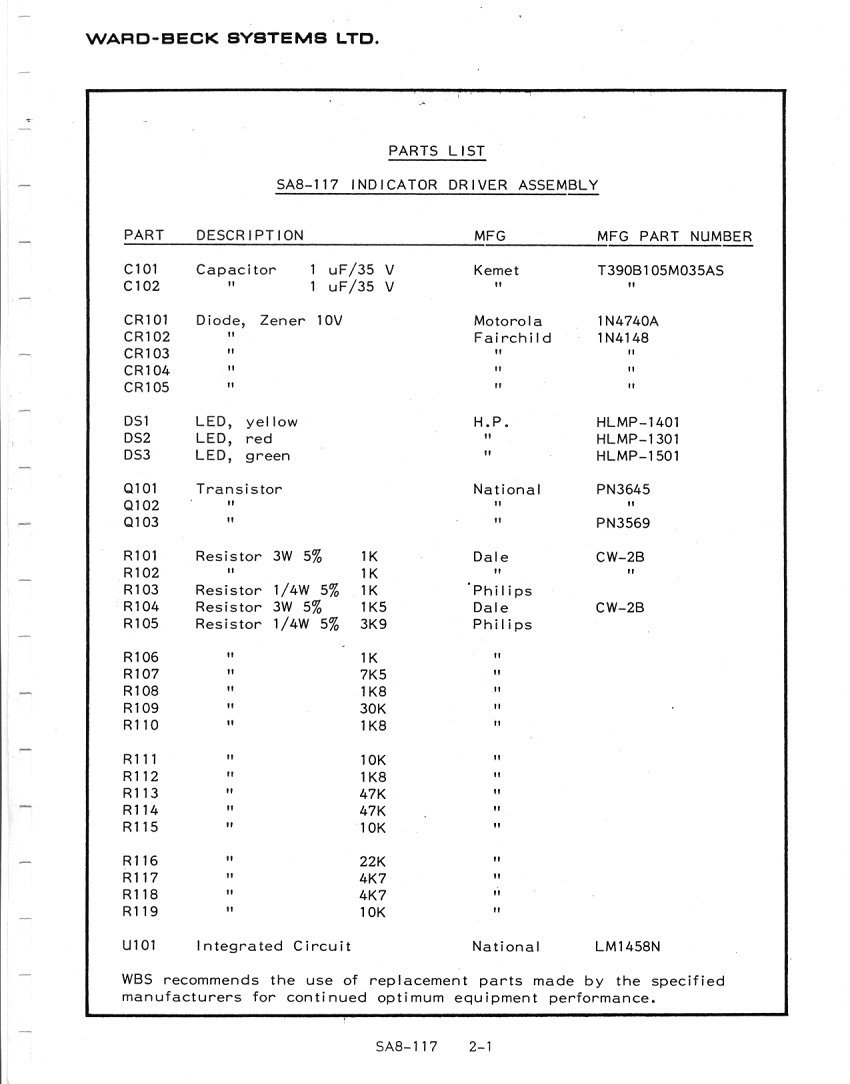 WARD-BECK SYSTEMS LTD.
PARTS LIST
SA8-117 INDICATOR DRIVER ASSEMBLY
PART DESCRIPTION MFG MFG PART NUMBER
C101 Capacitor 1 uF/35 V Kemet T390B105M035AS
C102 " 1 uF/35 V " "
CR101 Diode, Zener 10V Motorola 1N4740A
CR102 " Fairchild 1N4148
CR103 " " "
CR104 " " "
CR105 " " "
DS1 LED, yellow H.P. HLMP-1401
DS2 LED, red " HLMP-1301
DS3 LED, green " HLMP-1501
Q101 Transistor National PN3645
Q102 " " "
Q103 " " PN3569
R101 Resistor 3W 5% 1K Dale CW-2B
R102 " 1K " "
R103 Resistor 1/4W 5% 1K Philips
R104 Resistor 3W 5% 1K5 Dale CW-2B
R105 Resistor 1/4W 5% 3K9 Philips
R106 " 1K "
R107 " 7K5 "
R108 " 1K8 "
R109 " 30K "
R110 " 1K8 "
R111 " 10K "
R112 " 1K8 "
R113 " 47K "
R114 " 47K "
R115 " 10K "
R116 " 22K "
R117 " 4K7 "
R118 " 4K7 "
R119 " 10K "
U101 Integrated Circuit National LM1458N
WBS recommends the use of replacement parts made by the specified
manufacturers for continued optimum equipment performance.
SA8-117 2-1